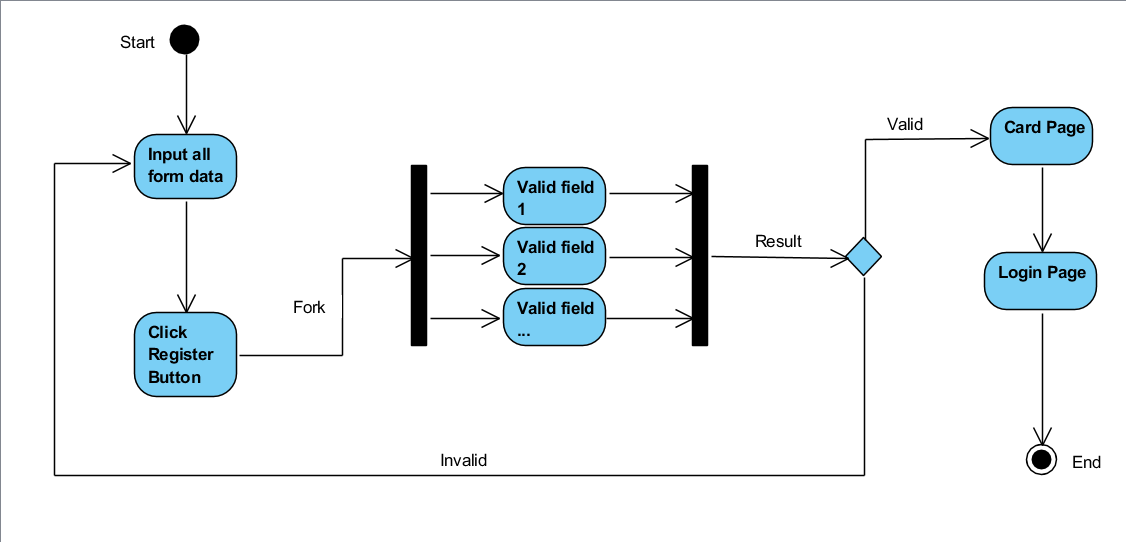 Start
Input all
form data
Click
Register
Button
Fork
Valid field
1
Valid field
2
Valid field
...
Result
Valid
Invalid
Card Page
Login Page
End